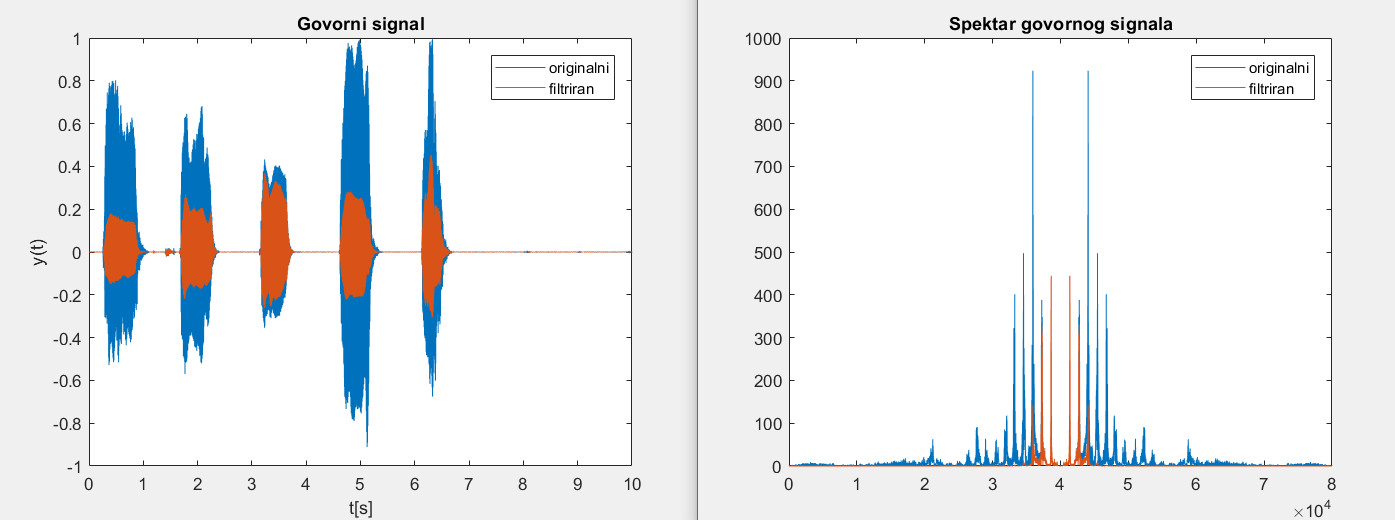 Govorni signal
originalni
filtriran
y(t)
1
0.8
0.6
0.4
0.2
0
-0.2
-0.4
-0.6
-0.8
-1
0 1 2 3 4 5 6 7 8 9 10
t[s]
Spektar govornog signala
originalni
filtriran
1000
900
800
700
600
500
400
300
200
100
0
0 1 2 3 4 5 6 7 8
×10⁴